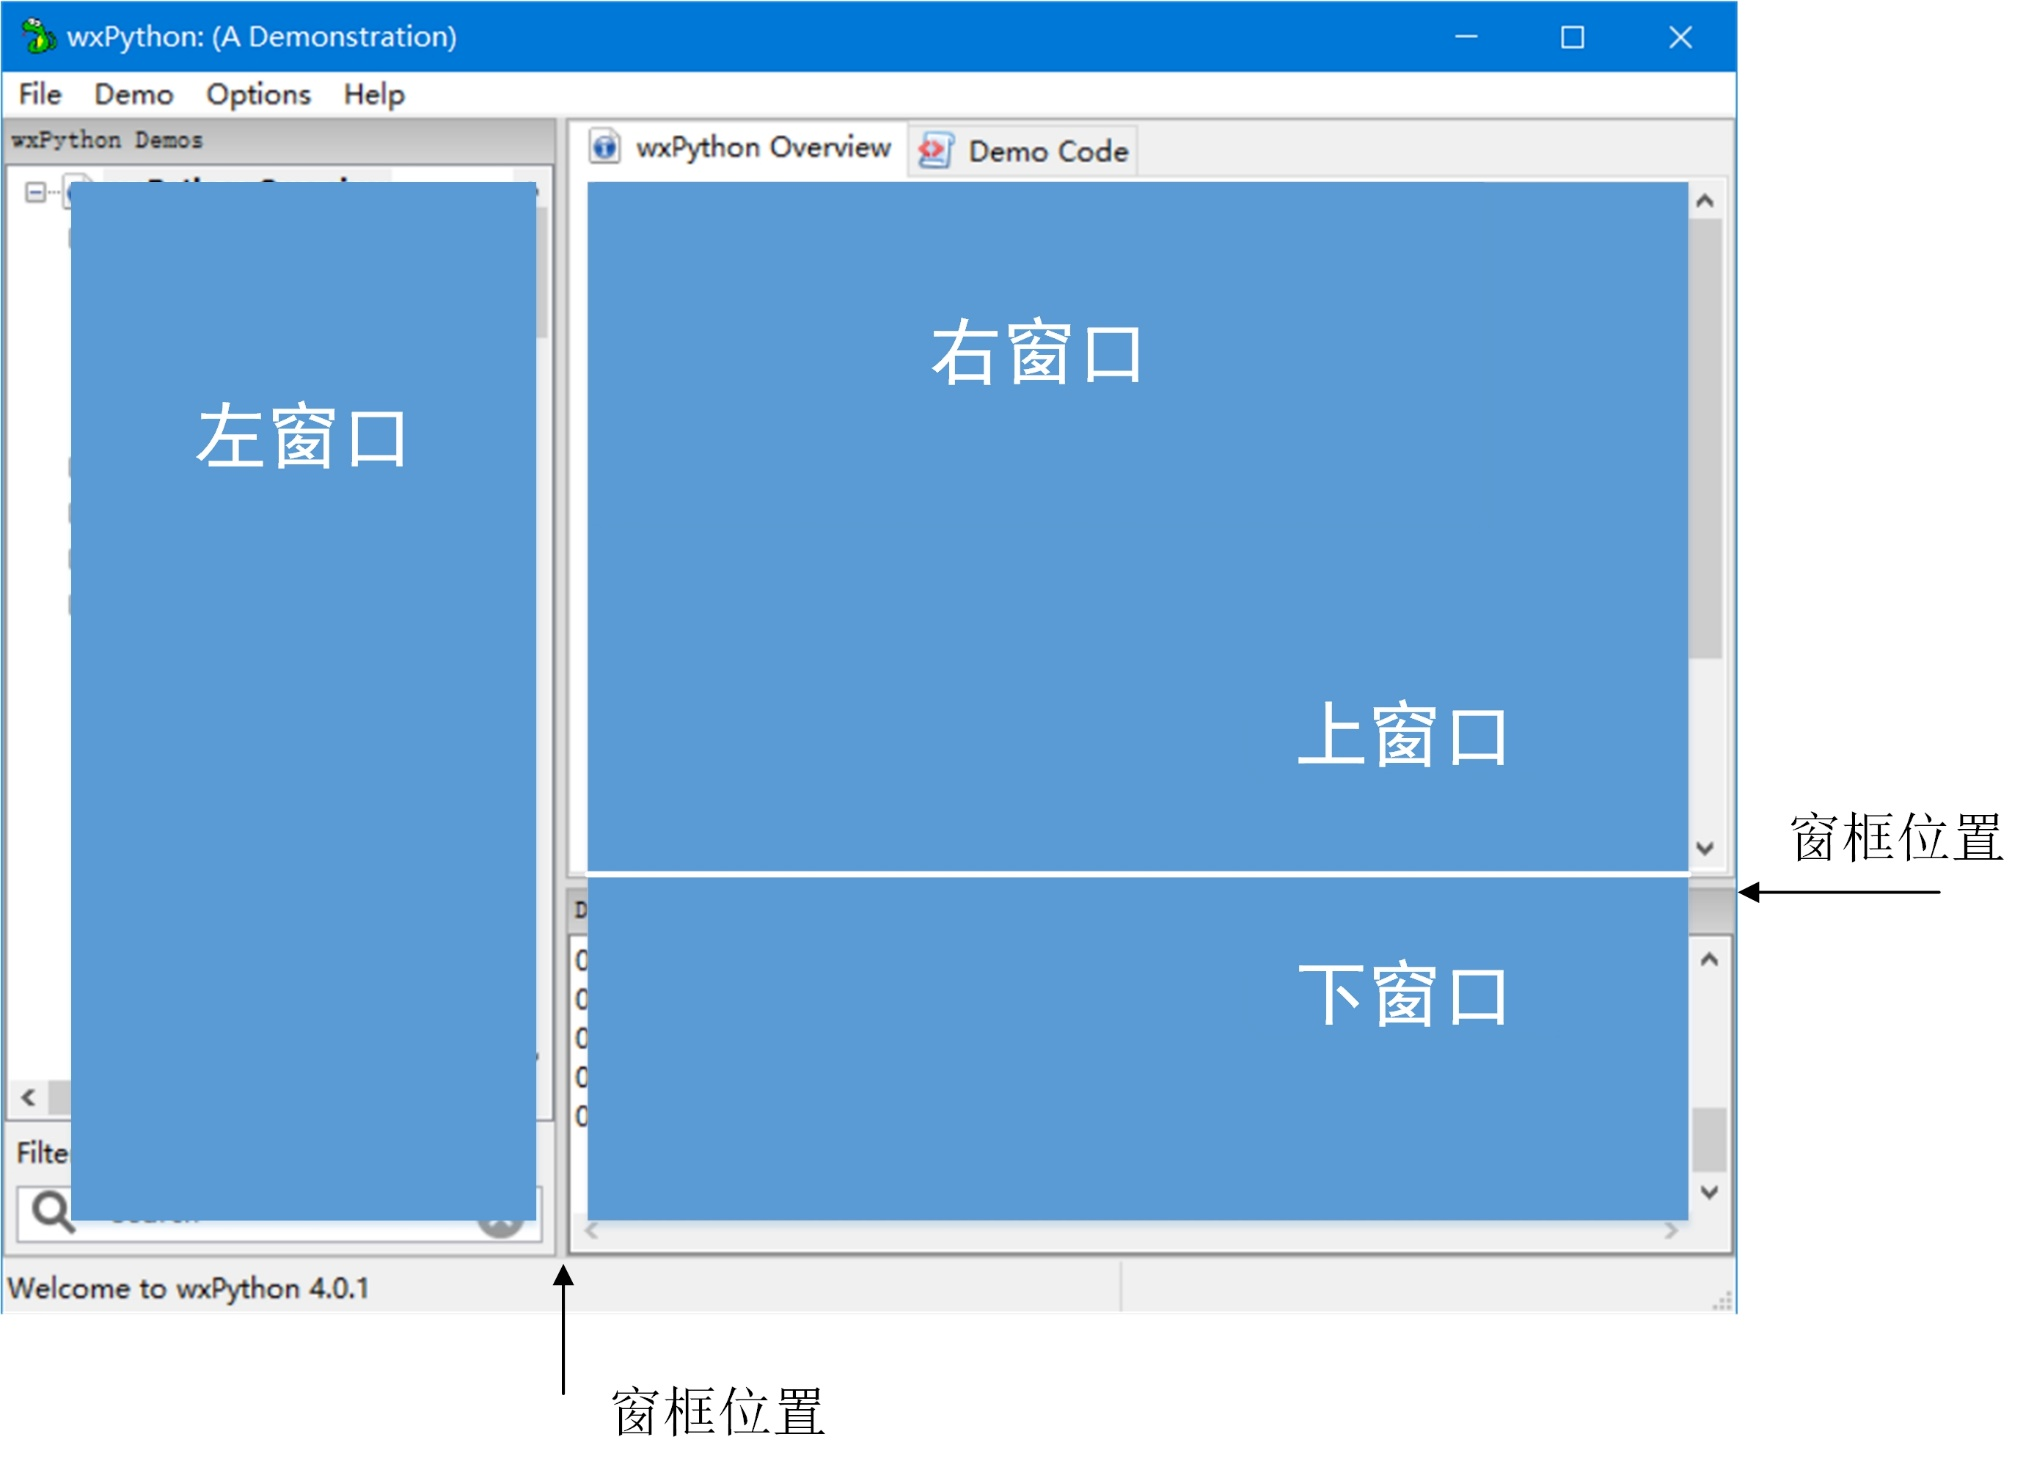 wxPython: (A Demonstration)
File Demo Options Help
wxPython Demos
wxPython Overview
Demo Code
左窗口
右窗口
上窗口
窗框位置
下窗口
Welcome to wxPython 4.0.1
窗框位置